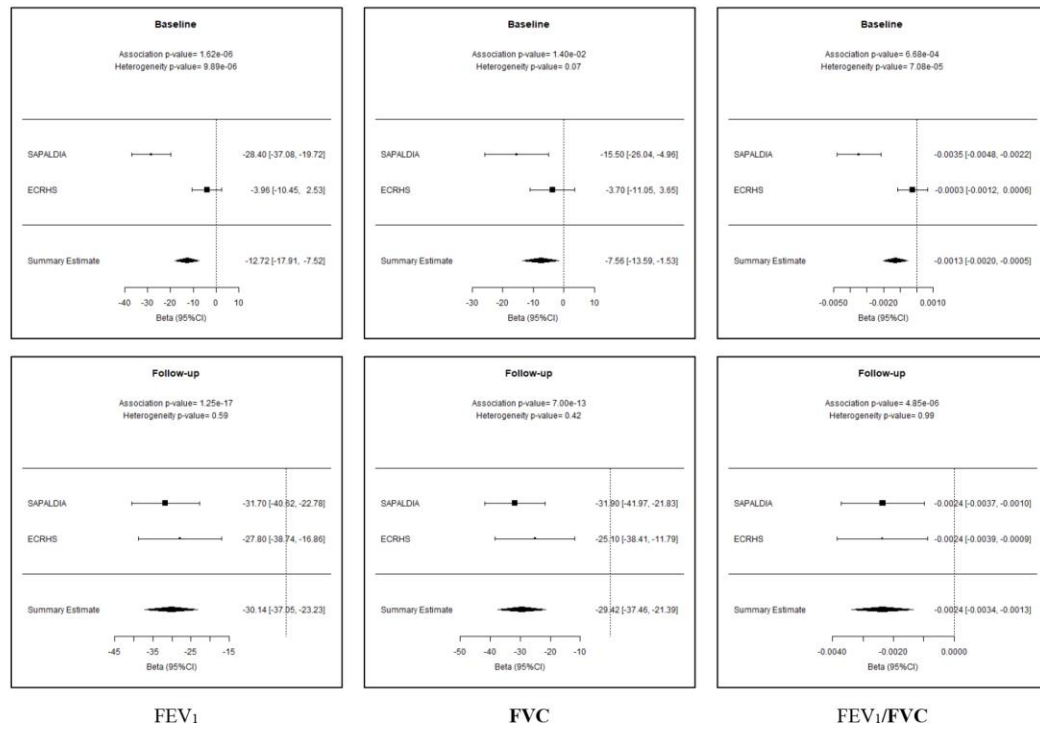 Baseline
Association p-value= 1.62e-06
Heterogeneity p-value= 9.89e-06
SAPALDIA -28.40 [-37.08, -19.72]
ECRHS -3.96 [-10.45, 2.53]
Summary Estimate -12.72 [-17.91, -7.52]
-40 -30 -20 -10 0 10
Beta (95%CI)
Baseline
Association p-value= 1.40e-02
Heterogeneity p-value= 0.07
SAPALDIA -15.50 [-26.04, -4.96]
ECRHS -3.70 [-11.05, 3.65]
Summary Estimate -7.56 [-13.59, -1.53]
-30 -20 -10 0 10
Beta (95%CI)
Baseline
Association p-value= 6.68e-04
Heterogeneity p-value= 7.08e-05
SAPALDIA -0.0035 [-0.0048, -0.0022]
ECRHS -0.0003 [-0.0012, 0.0006]
Summary Estimate -0.0013 [-0.0020, -0.0005]
-0.0050 -0.0020 0.0010
Beta (95%CI)
Follow-up
Association p-value= 1.25e-17
Heterogeneity p-value= 0.59
SAPALDIA -31.70 [-40.62, -22.78]
ECRHS -27.80 [-38.74, -16.86]
Summary Estimate -30.14 [-37.05, -23.23]
-45 -35 -25 -15
Beta (95%CI)
Follow-up
Association p-value= 7.00e-13
Heterogeneity p-value= 0.42
SAPALDIA -31.90 [-41.97, -21.83]
ECRHS -25.10 [-38.41, -11.79]
Summary Estimate -29.42 [-37.46, -21.39]
-50 -40 -30 -20 -10
Beta (95%CI)
Follow-up
Association p-value= 4.85e-06
Heterogeneity p-value= 0.99
SAPALDIA -0.0024 [-0.0037, -0.0010]
ECRHS -0.0024 [-0.0039, -0.0009]
Summary Estimate -0.0024 [-0.0034, -0.0013]
-0.0040 -0.0020 0.0000
Beta (95%CI)
FEV₁ FVC FEV₁/FVC